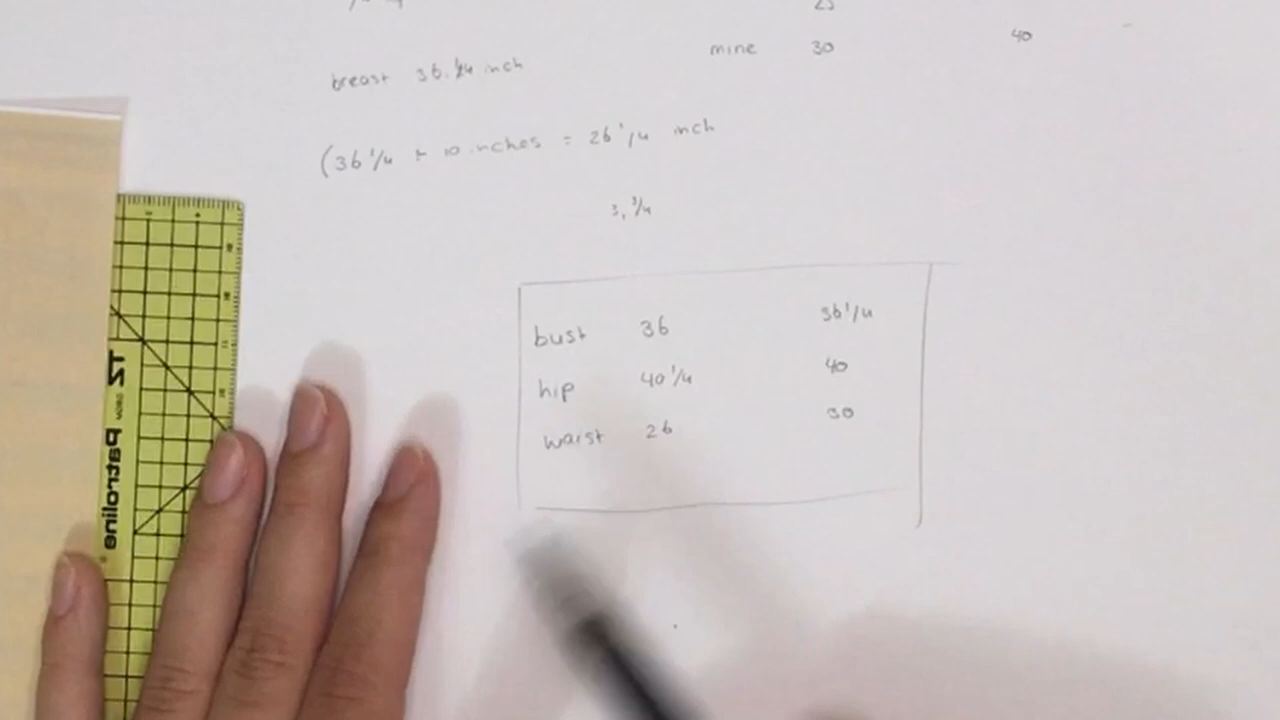 mine 30 40
breast 36.1/4 inch
(36 1/4 - 10 inches = 26 1/4 inch
3, 3/4
bust 36 36 1/4
hip 40 1/4 40
waist 26 30
patroline